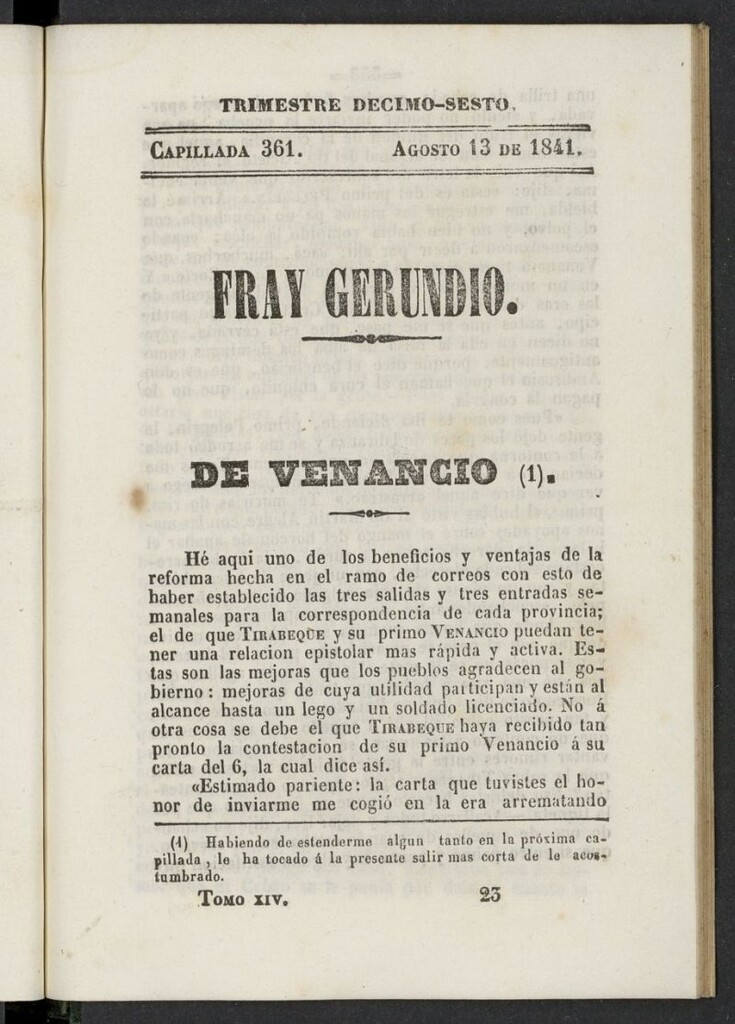 TRIMESTRE DECIMO-SESTO.
CAPILLADA 361. AGOSTO 13 DE 1841.
FRAY GERUNDIO.
DE VENANCIO (1).
Hé aqui uno de los beneficios y ventajas de la
reforma hecha en el ramo de correos con esto de
haber establecido las tres salidas y tres entradas se-
manales para la correspondencia de cada provincia;
el de que TIRABEQUE y su primo VENANCIO puedan te-
ner una relacion epistolar mas rápida y activa. Es-
tas son las mejoras que los pueblos agradecen al go-
bierno: mejoras de cuya utilidad participan y están al
alcance hasta un lego y un soldado licenciado. No á
otra cosa se debe el que TIRABEQUE haya recibido tan
pronto la contestacion de su primo Venancio á su
carta del 6, la cual dice así.
«Estimado pariente: la carta que tuvistes el ho-
nor de inviarme me cogió en la era arrematando
(1) Habiendo de estenderme algun tanto en la próxima ca-
pillada, le ha tocado á la presente salir mas corta de le acos-
tumbrado.
TOMO XIV. 23